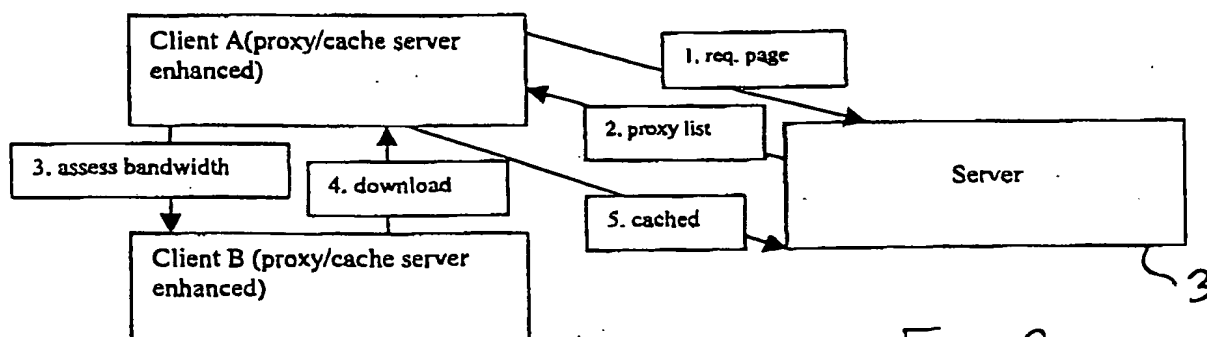 Client A(proxy/cache server
enhanced)
1. req. page
2. proxy list
3. assess bandwidth
4. download
Server
5. cached
Client B (proxy/cache server
enhanced)
3